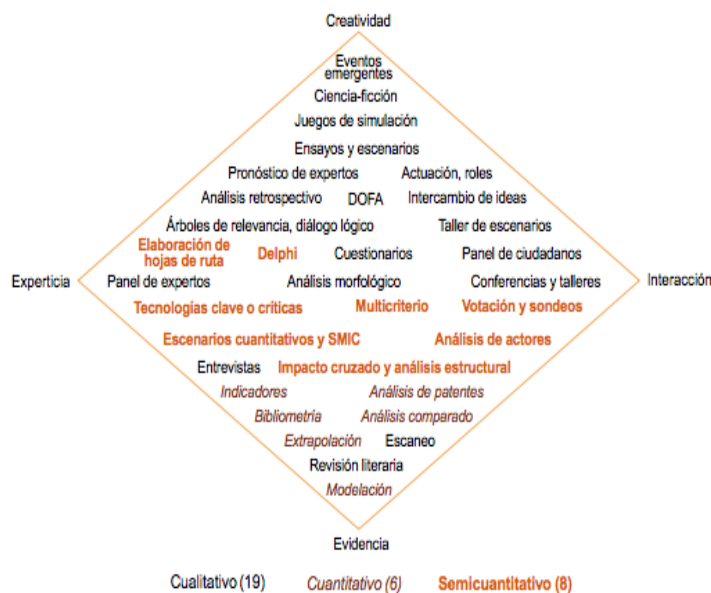 Creatividad
Eventos
emergentes
Ciencia-ficción
Juegos de simulación
Ensayos y escenarios
Pronóstico de expertos Actuación, roles
Análisis retrospectivo DOFA Intercambio de ideas
Árboles de relevancia, diálogo lógico Taller de escenarios
Elaboración de
hojas de ruta Delphi Cuestionarios Panel de ciudadanos
Experticia Panel de expertos Análisis morfológico Conferencias y talleres Interacción
Tecnologías clave o críticas Multicriterio Votación y sondeos
Escenarios cuantitativos y SMIC Análisis de actores
Entrevistas Impacto cruzado y análisis estructural
Indicadores Análisis de patentes
Bibliometría Análisis comparado
Extrapolación Escaneo
Revisión literaria
Modelación
Evidencia
Cualitativo (19) Cuantitativo (6) Semicuantitativo (8)